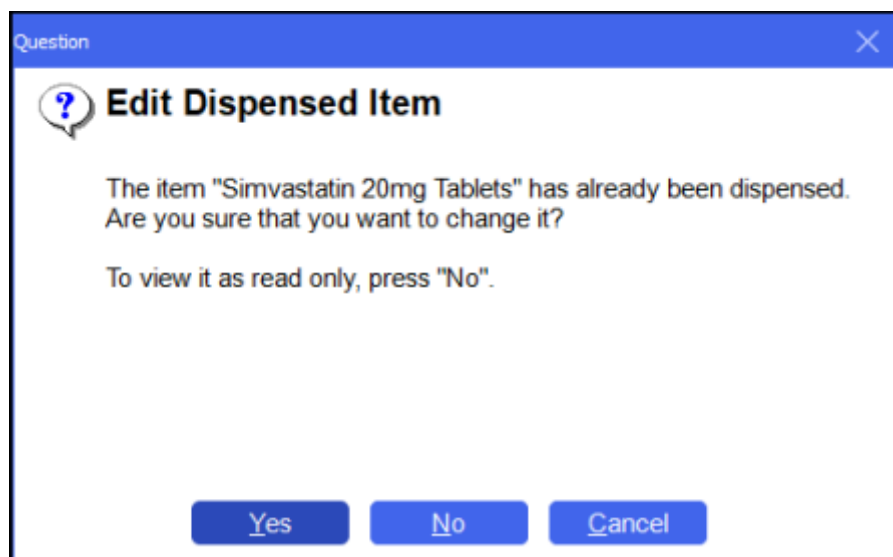 Question
Edit Dispensed Item
The item "Simvastatin 20mg Tablets" has already been dispensed.
Are you sure that you want to change it?
To view it as read only, press "No".
Yes No Cancel